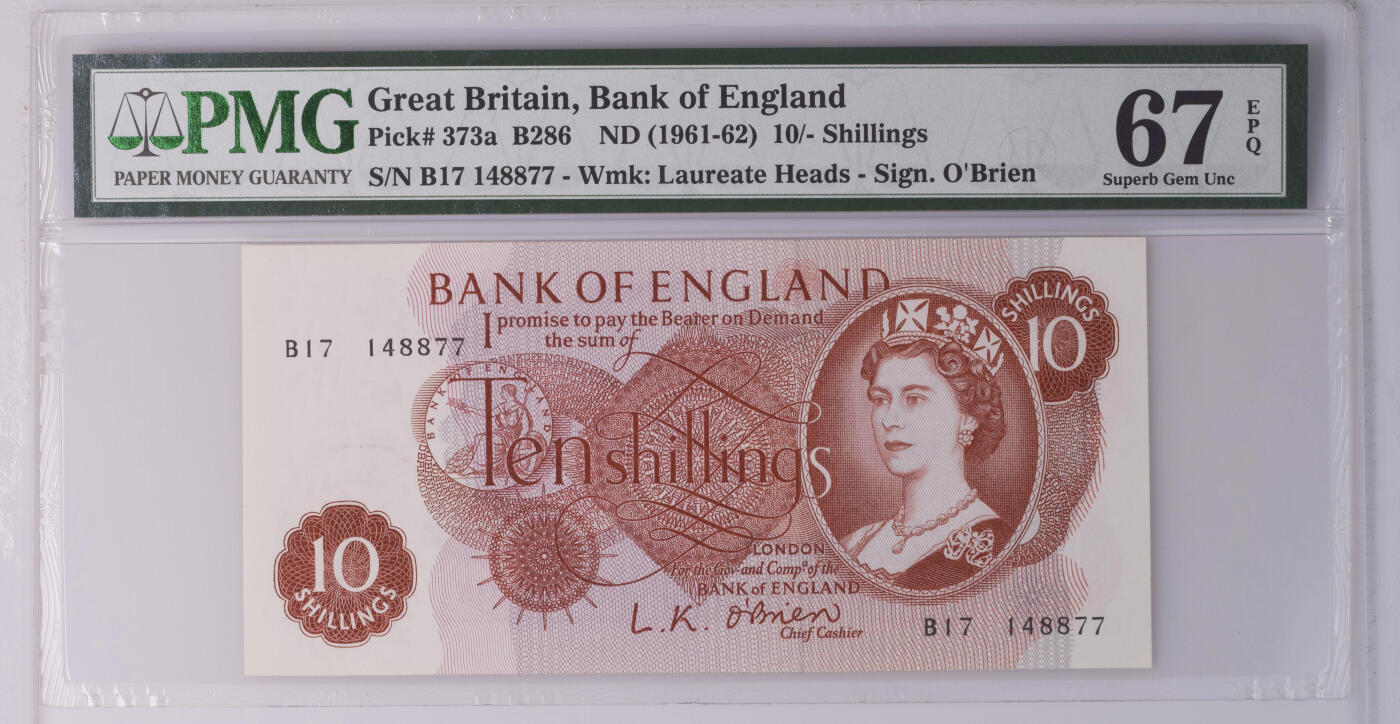 PMG
PAPER MONEY GUARANTY
Great Britain, Bank of England
Pick# 373a B286 ND (1961-62) 10/- Shillings
S/N B17 148877 - Wmk: Laureate Heads - Sign. O'Brien
67
EPQ
Superb Gem Unc
BANK OF ENGLAND
I promise to pay the Bearer on Demand
the sum of
B17 148877
SHILLINGS
10
BANK OF ENGLAND
Ten shillings
10
SHILLINGS
LONDON
For the Govr and Compa of the
BANK of ENGLAND
L.K. O'Brien
Chief Cashier
B17 148877